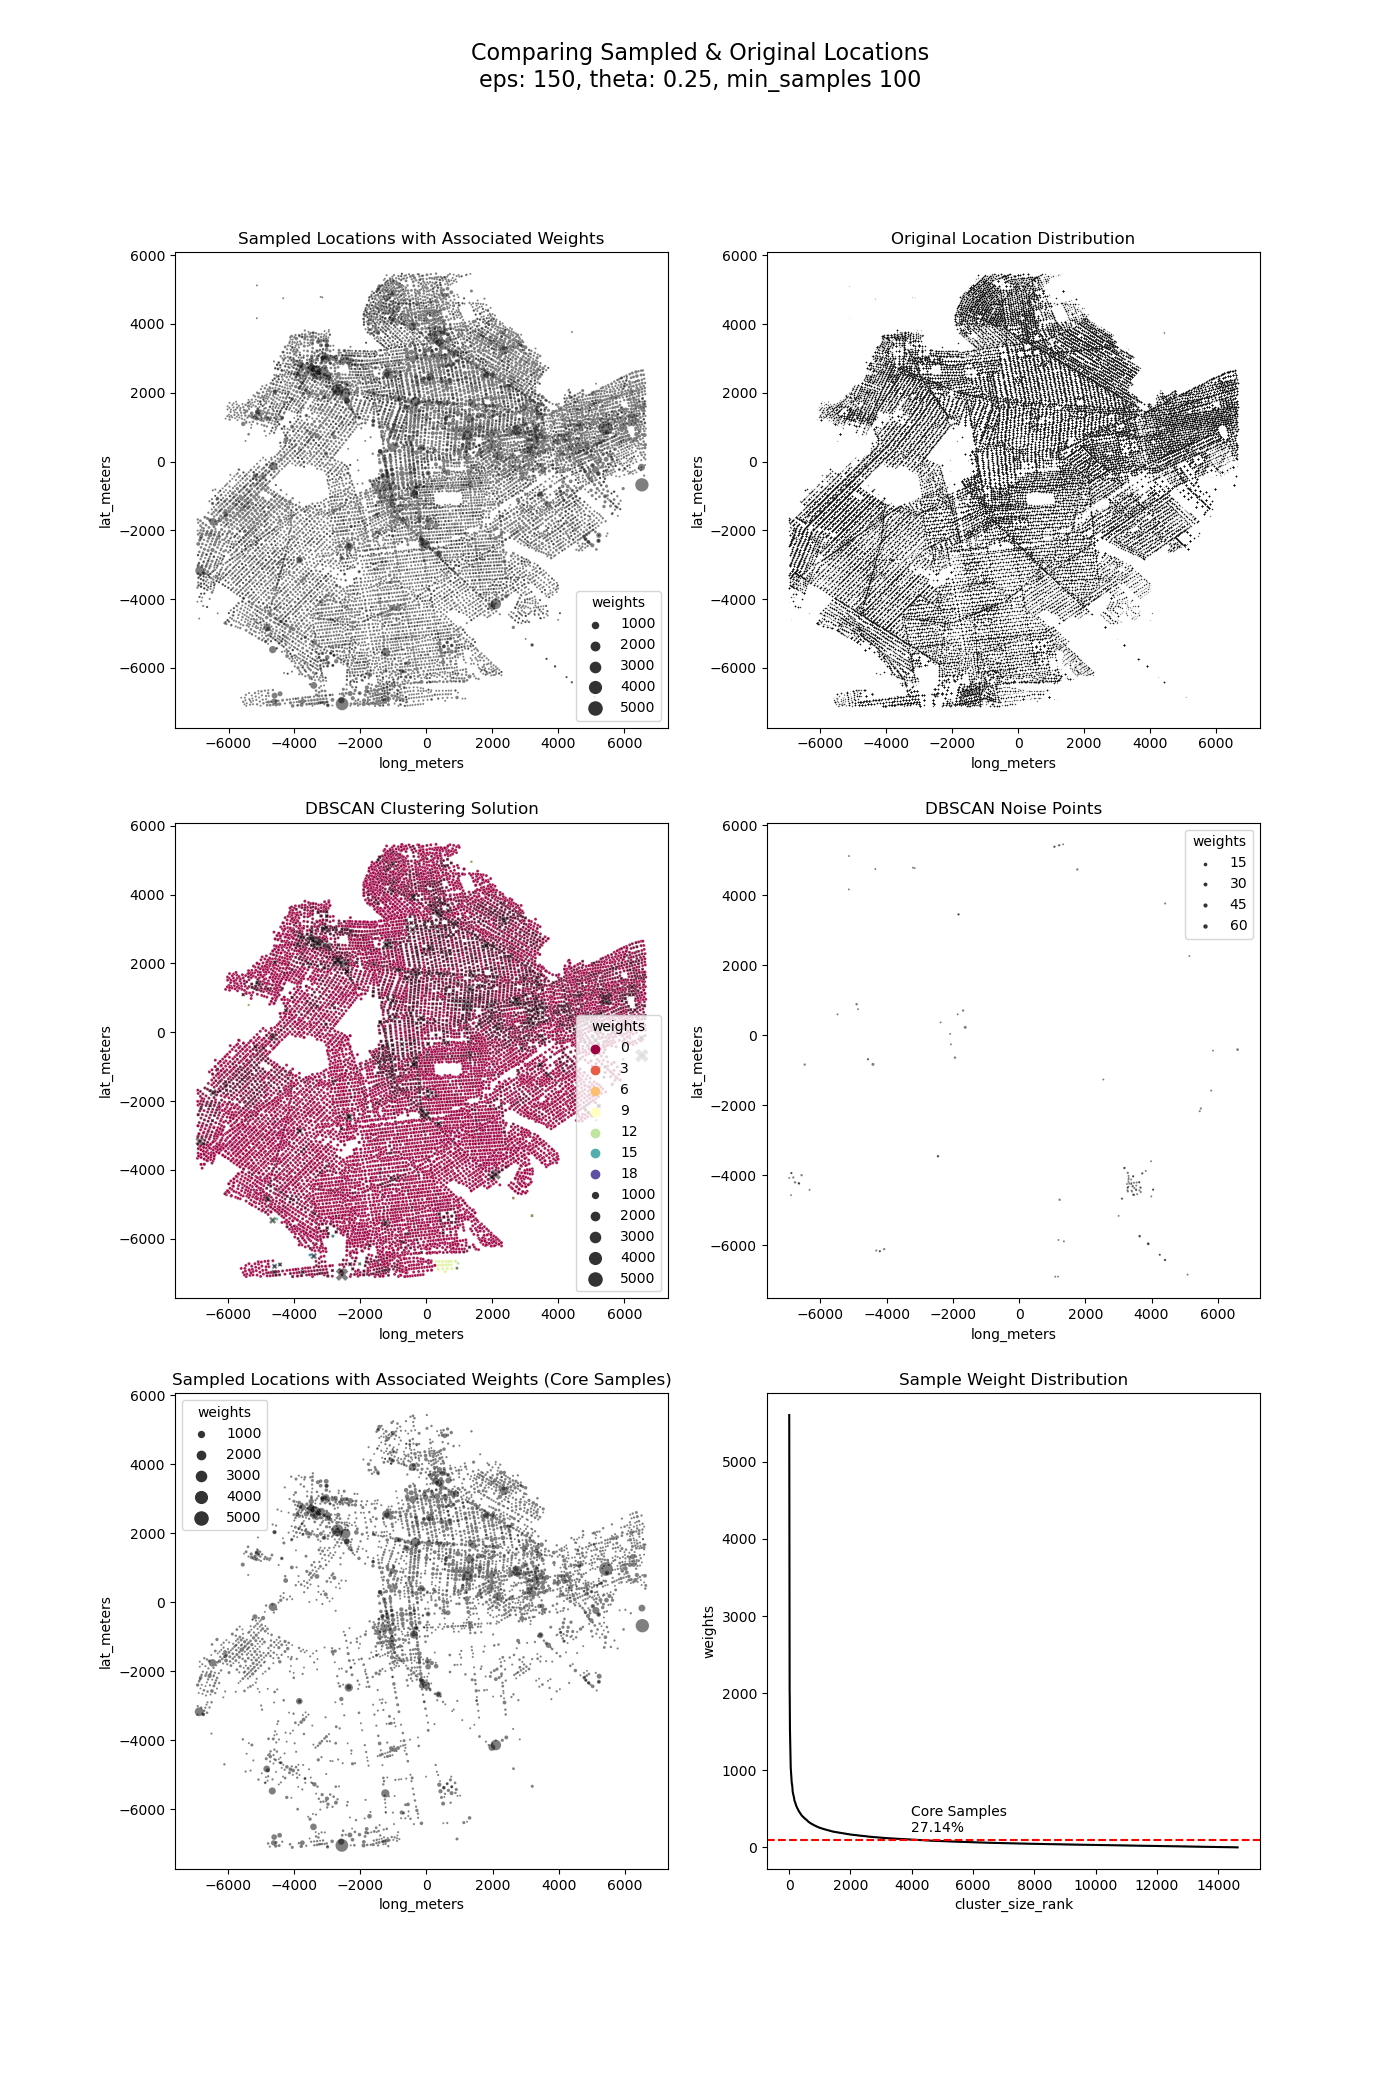 Comparing Sampled & Original Locations
eps: 150, theta: 0.25, min_samples 100
Sampled Locations with Associated Weights
6000
4000
2000
0
−2000
−4000
−6000
lat_meters
weights
1000
2000
3000
4000
5000
−6000 −4000 −2000 0 2000 4000 6000
long_meters
Original Location Distribution
6000
4000
2000
0
−2000
−4000
−6000
lat_meters
−6000 −4000 −2000 0 2000 4000 6000
long_meters
DBSCAN Clustering Solution
6000
4000
2000
0
−2000
−4000
−6000
lat_meters
weights
0
3
6
9
12
15
18
1000
2000
3000
4000
5000
−6000 −4000 −2000 0 2000 4000 6000
long_meters
DBSCAN Noise Points
6000
4000
2000
0
−2000
−4000
−6000
lat_meters
weights
15
30
45
60
−6000 −4000 −2000 0 2000 4000 6000
long_meters
Sampled Locations with Associated Weights (Core Samples)
6000
4000
2000
0
−2000
−4000
−6000
lat_meters
weights
1000
2000
3000
4000
5000
−6000 −4000 −2000 0 2000 4000 6000
long_meters
Sample Weight Distribution
5000
4000
3000
2000
1000
0
weights
Core Samples
27.14%
0 2000 4000 6000 8000 10000 12000 14000
cluster_size_rank